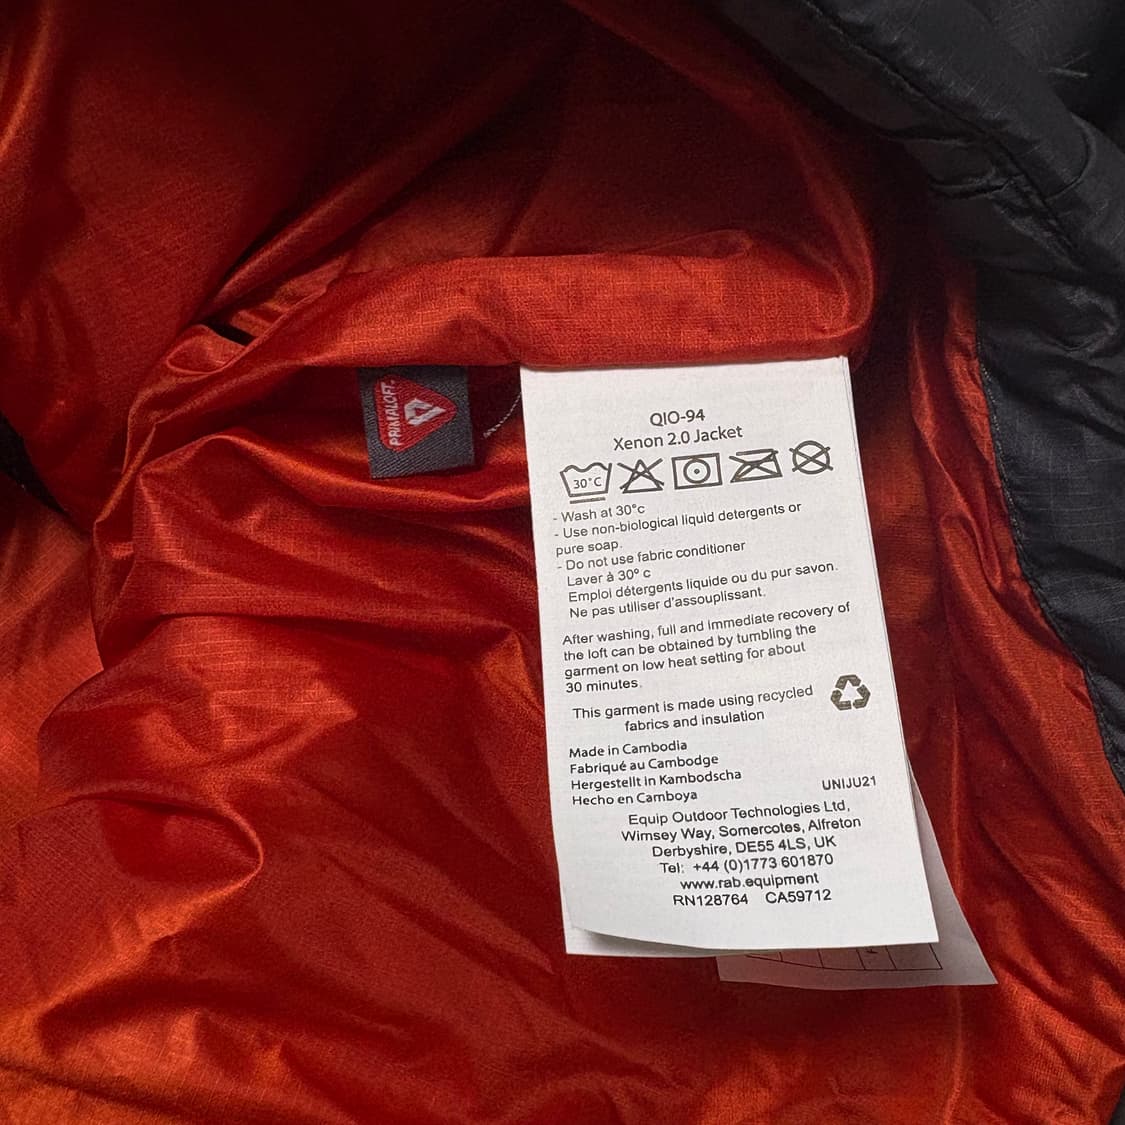 PRIMALOFT.
QIO-94
Xenon 2.0 Jacket
30°C
- Wash at 30°c
- Use non-biological liquid detergents or
pure soap.
- Do not use fabric conditioner
Laver à 30° c
Emploi détergents liquide ou du pur savon.
Ne pas utiliser d'assouplissant.
After washing, full and immediate recovery of
the loft can be obtained by tumbling the
garment on low heat setting for about
30 minutes.
This garment is made using recycled
fabrics and insulation
Made in Cambodia
Fabriqué au Cambodge
Hergestellt in Kambodscha
Hecho en Camboya
UNIJU21
Equip Outdoor Technologies Ltd,
Wimsey Way, Somercotes, Alfreton
Derbyshire, DE55 4LS, UK
Tel: +44 (0)1773 601870
www.rab.equipment
RN128764 CA59712